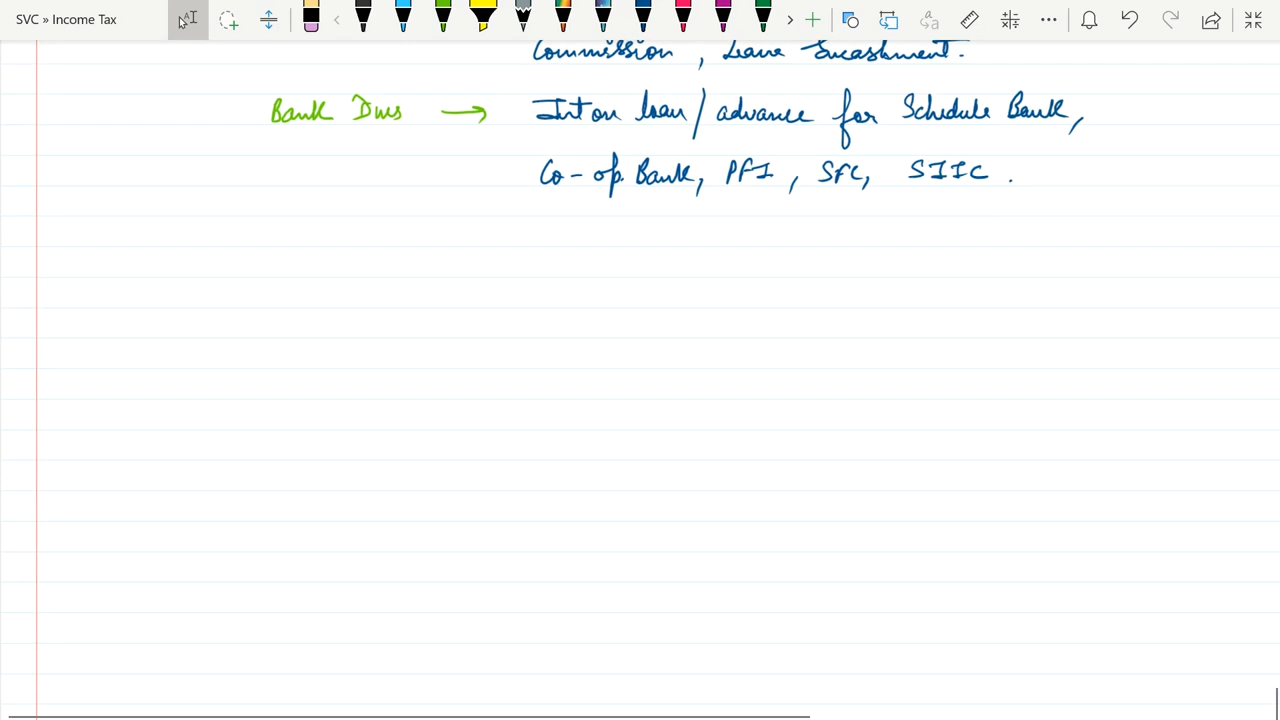 SVC » Income Tax
Commission, Leave Encashment.
Bank Dues → Int on loan/advance for Schedule Bank,
Co-op. Bank, PFI, SFC, SIIC.